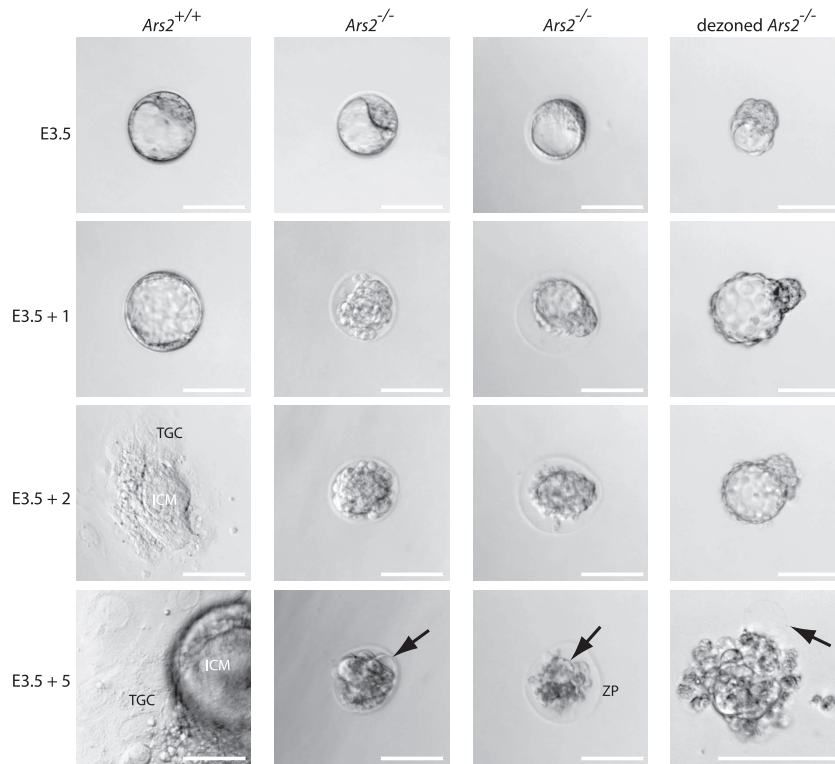 Ars2+/+ Ars2-/- Ars2-/- dezoned Ars2-/-
E3.5
E3.5 + 1
E3.5 + 2
TGC
ICM
E3.5 + 5
ICM
TGC
ZP